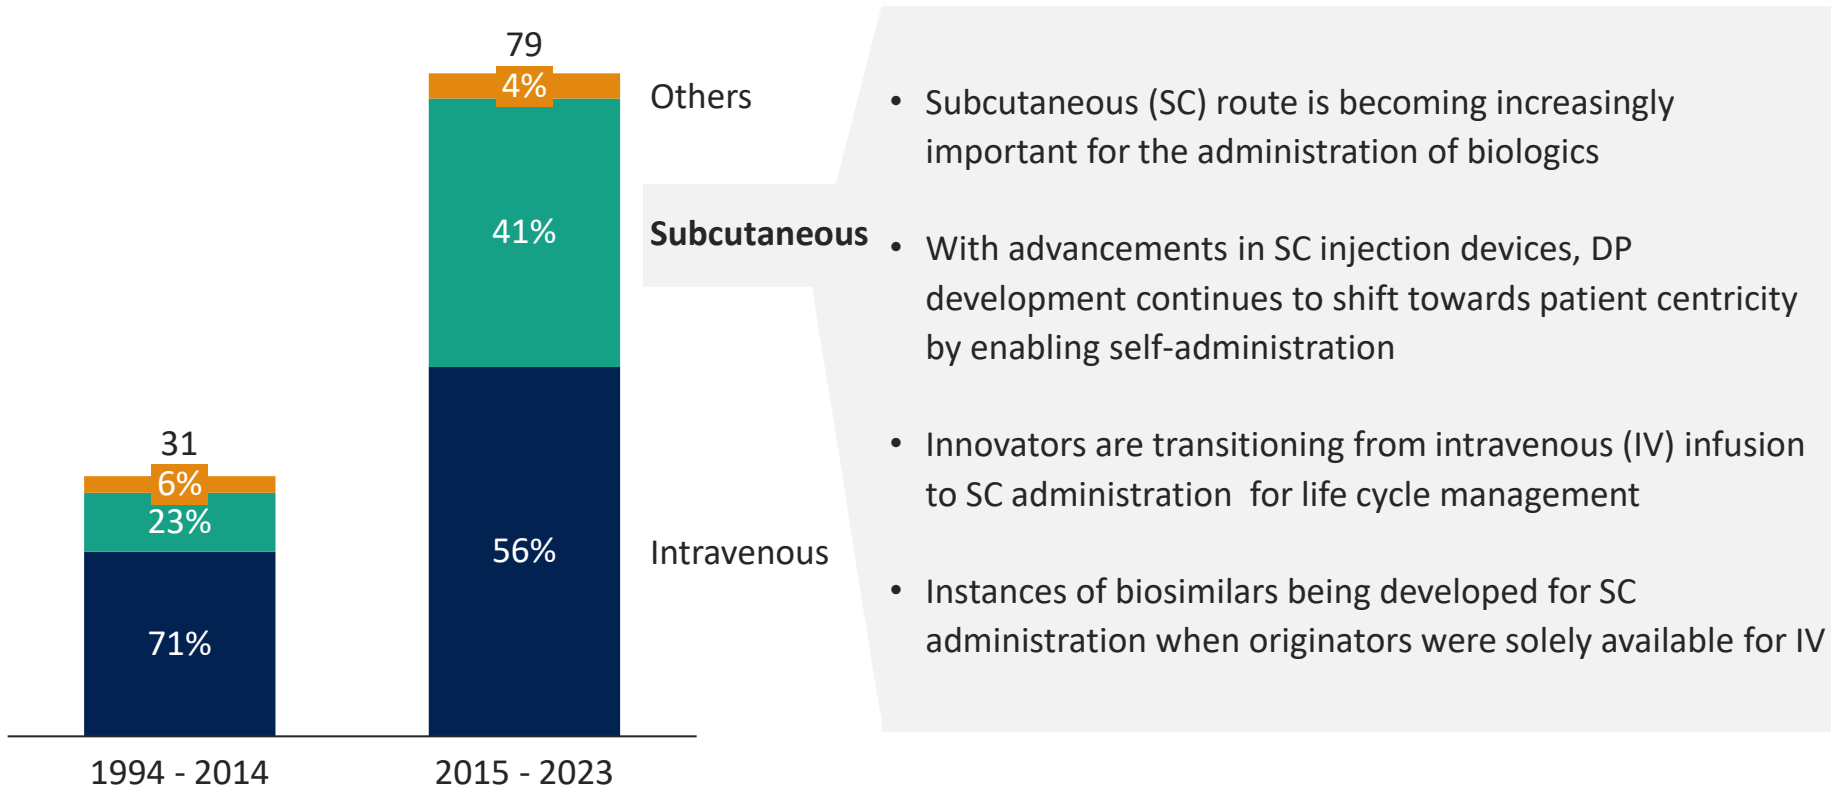 79
4%
Others
41%
Subcutaneous
31
6%
23%
56%
Intravenous
71%
1994 - 2014
2015 - 2023
• Subcutaneous (SC) route is becoming increasingly
important for the administration of biologics
• With advancements in SC injection devices, DP
development continues to shift towards patient centricity
by enabling self-administration
• Innovators are transitioning from intravenous (IV) infusion
to SC administration  for life cycle management
• Instances of biosimilars being developed for SC
administration when originators were solely available for IV